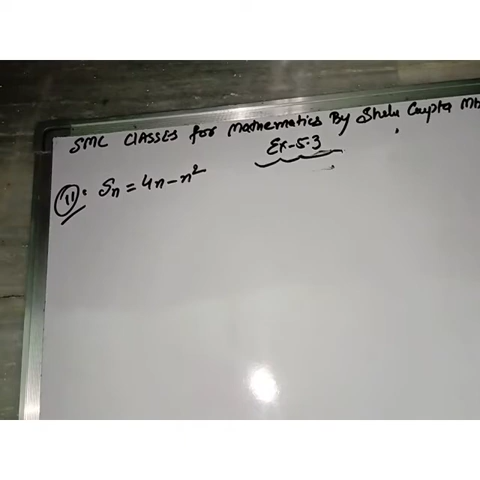 SMC CLASSES for Mathematics By Shelu Gupta
Ex-5.3
11: Sn = 4n - n²